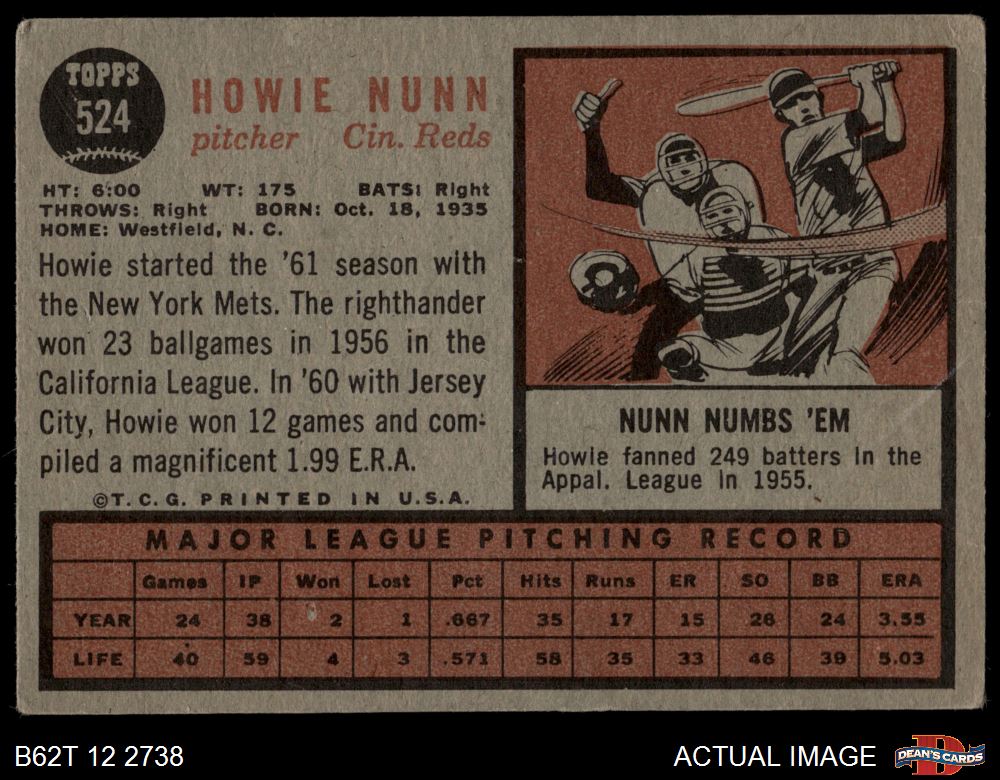 TOPPS
524
HOWIE NUNN
pitcher Cin. Reds
HT: 6:00 WT: 175 BATS: Right
THROWS: Right BORN: Oct. 18, 1935
HOME: Westfield, N. C.
Howie started the '61 season with
the New York Mets. The righthander
won 23 ballgames in 1956 in the
California League. In '60 with Jersey
City, Howie won 12 games and com-
piled a magnificent 1.99 E.R.A.
©T.C.G. PRINTED IN U.S.A.
NUNN NUMBS 'EM
Howie fanned 249 batters in the
Appal. League in 1955.
MAJOR LEAGUE PITCHING RECORD
Games IP Won Lost Pct Hits Runs ER SO BB ERA
YEAR 24 38 2 1 .667 35 17 15 26 24 3.55
LIFE 40 59 4 3 .571 58 35 33 46 39 5.03
B62T 12 2738 ACTUAL IMAGE DEAN'S CARDS